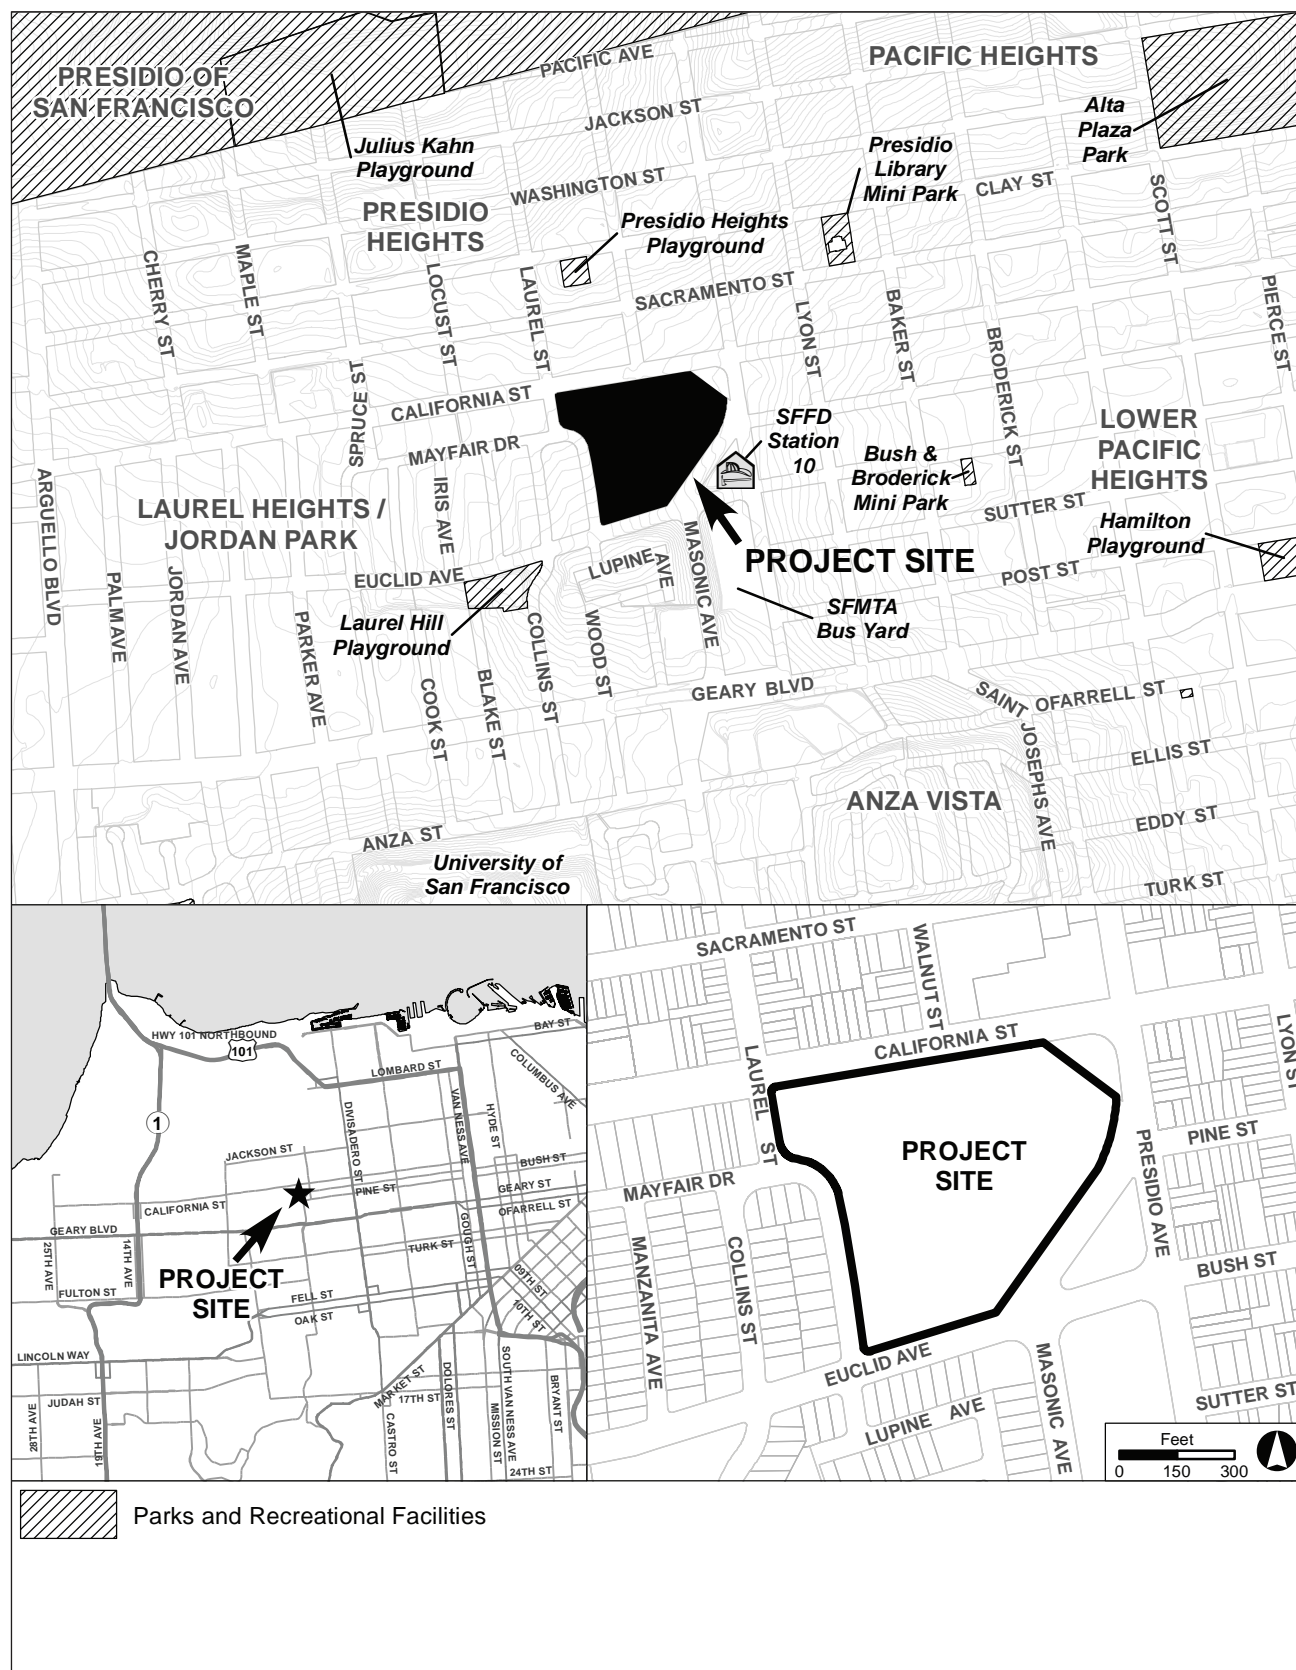 PACIFIC AVE
PACIFIC HEIGHTS
PRESIDIO OF
SAN FRANCISCO
JACKSON ST
Alta
Plaza
Park
Julius Kahn
Playground
Presidio
Library
Mini Park
WASHINGTON ST
CLAY ST
SCOTT ST
PRESIDIO
HEIGHTS
Presidio Heights
Playground
CHERRY ST
MAPLE ST
LOCUST ST
LAUREL ST
SACRAMENTO ST
LYON ST
BAKER ST
BRODERICK ST
PIERCE ST
SPRUCE ST
CALIFORNIA ST
MAYFAIR DR
SFFD
Station
10
LOWER
PACIFIC
HEIGHTS
Bush &
Broderick
Mini Park
ARGUELLO BLVD
IRIS AVE
LAUREL HEIGHTS /
JORDAN PARK
SUTTER ST
Hamilton
Playground
MASONIC AVE
PROJECT SITE
LUPINE
AVE
EUCLID AVE
POST ST
PALM AVE
JORDAN AVE
PARKER AVE
Laurel Hill
Playground
COLLINS ST
WOOD ST
SFMTA
Bus Yard
COOK ST
BLAKE ST
GEARY BLVD
SAINT
JOSEPHS AVE
OFARRELL ST
ELLIS ST
ANZA VISTA
EDDY ST
ANZA ST
University of
San Francisco
TURK ST
HWY 101 NORTHBOUND
101
BAY ST
LOMBARD ST
COLUMBUS AVE
VAN NESS AVE
HYDE ST
DIVISADERO ST
1
JACKSON ST
BUSH ST
PINE ST
GEARY ST
CALIFORNIA ST
OFARRELL ST
GEARY BLVD
GOUGH ST
TURK ST
25TH AVE
14TH AVE
PROJECT
SITE
09TH ST
10TH ST
FULTON ST
FELL ST
OAK ST
LINCOLN WAY
MARKET ST
17TH ST
DOLORES ST
SOUTH VAN NESS AVE
MISSION ST
BRYANT ST
JUDAH ST
28TH AVE
19TH AVE
CASTRO ST
24TH ST
SACRAMENTO ST
WALNUT ST
CALIFORNIA ST
LYON ST
LAUREL
ST
PROJECT
SITE
PINE ST
PRESIDIO AVE
MAYFAIR DR
MANZANITA AVE
COLLINS ST
BUSH ST
EUCLID AVE
LUPINE AVE
MASONIC AVE
SUTTER ST
Feet
0 150 300
Parks and Recreational Facilities